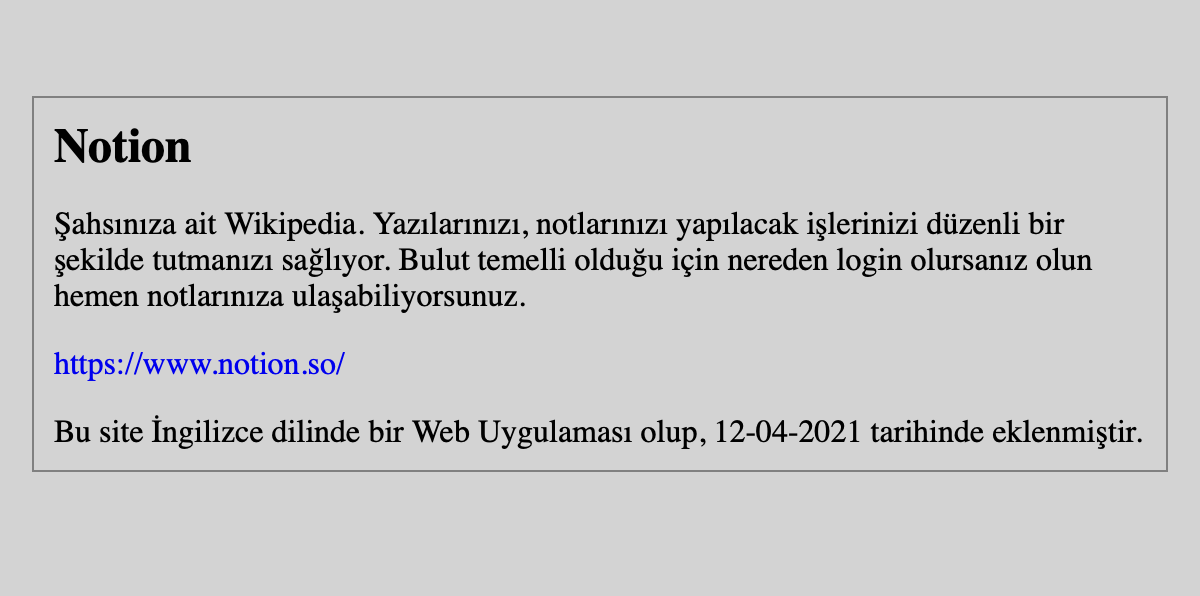 Notion
Şahsınıza ait Wikipedia. Yazılarınızı, notlarınızı yapılacak işlerinizi düzenli bir
şekilde tutmanızı sağlıyor. Bulut temelli olduğu için nereden login olursanız olun
hemen notlarınıza ulaşabiliyorsunuz.
https://www.notion.so/
Bu site İngilizce dilinde bir Web Uygulaması olup, 12-04-2021 tarihinde eklenmiştir.